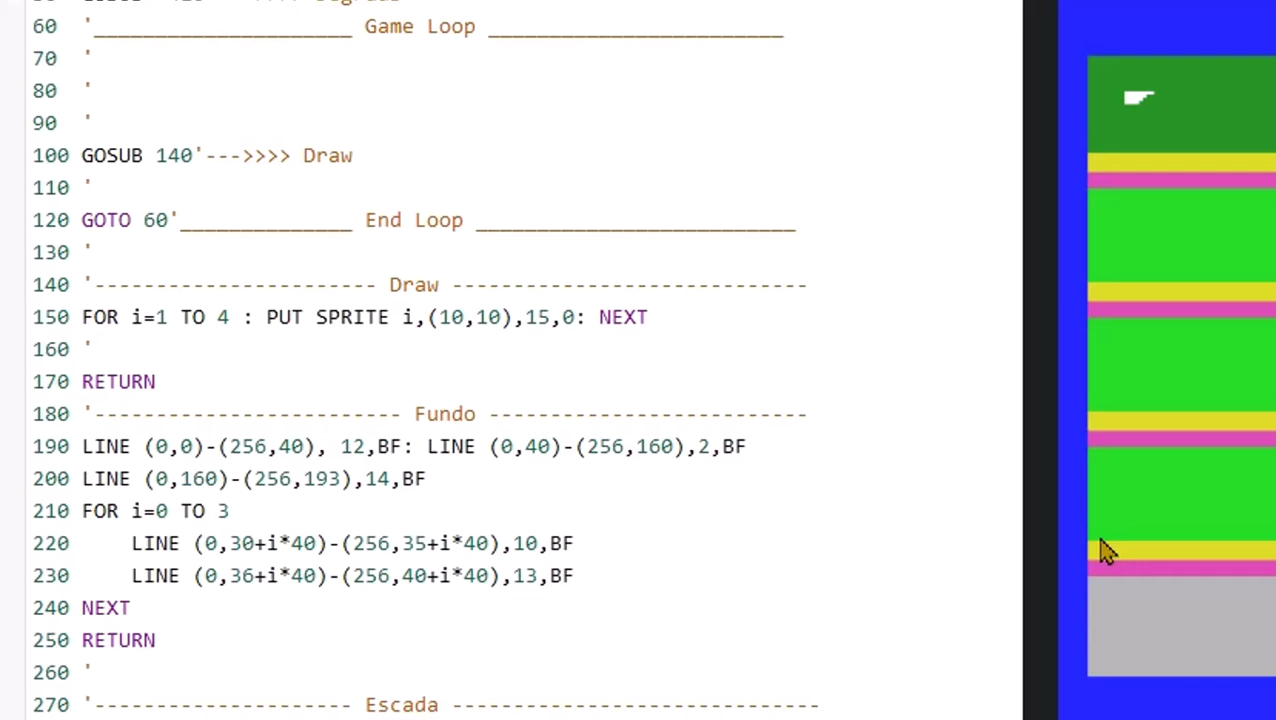 60 '_____________________ Game Loop ________________________
70 '
80 '
90 '
100 GOSUB 140'--->>>> Draw
110 '
120 GOTO 60'______________ End Loop __________________________
130 '
140 '----------------------- Draw -----------------------------
150 FOR i=1 TO 4 : PUT SPRITE i,(10,10),15,0: NEXT
160 '
170 RETURN
180 '------------------------- Fundo --------------------------
190 LINE (0,0)-(256,40), 12,BF: LINE (0,40)-(256,160),2,BF
200 LINE (0,160)-(256,193),14,BF
210 FOR i=0 TO 3
220     LINE (0,30+i*40)-(256,35+i*40),10,BF
230     LINE (0,36+i*40)-(256,40+i*40),13,BF
240 NEXT
250 RETURN
260 '
270 '--------------------- Escada ------------------------------